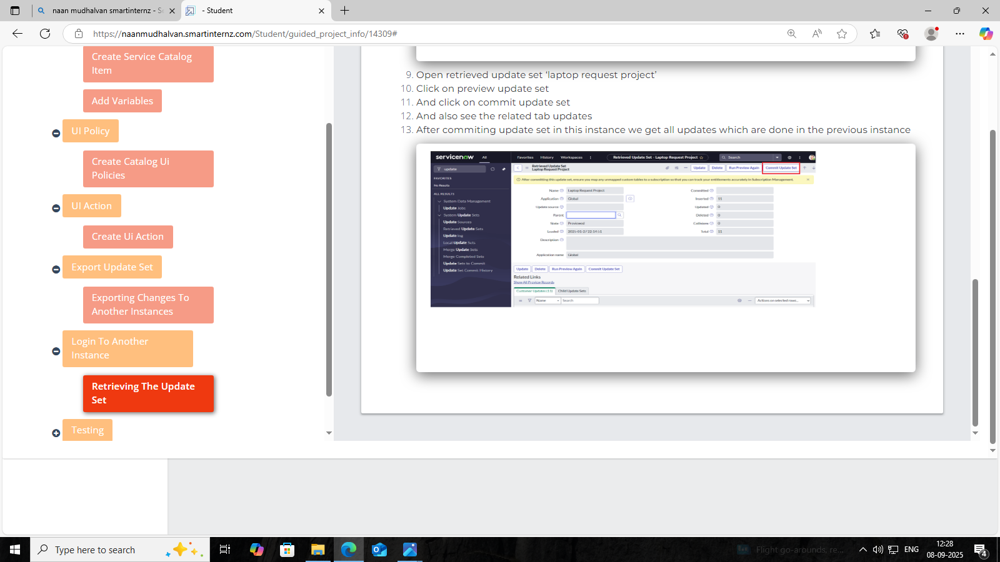 naan mudhalvan smartinternz - Se
- Student
https://naanmudhalvan.smartinternz.com/Student/guided_project_info/14309#
Create Service Catalog
Item
Add Variables
UI Policy
Create Catalog Ui
Policies
UI Action
Create Ui Action
Export Update Set
Exporting Changes To
Another Instances
Login To Another
Instance
Retrieving The Update
Set
Testing
9. Open retrieved update set ‘laptop request project’
10. Click on preview update set
11. And click on commit update set
12. And also see the related tab updates
13. After commiting update set in this instance we get all updates which are done in the previous instance
servicenow All Favorites History Workspaces Retrieved Update Set - Laptop Request Project Search
update
FAVORITES
No Results
ALL RESULTS
System Data Management
Update Jobs
System Update Sets
Update Sources
Retrieved Update Sets
Update log
Local Update Sets
Merge Update Sets
Merge Completed Sets
Update Sets to Commit
Update Set Commit History
Retrieved Update Set
Laptop Request Project
Update Delete Run Preview Again Commit Update Set
After committing this update set, ensure you map any unmapped custom tables to a subscription so that you can track your entitlements accurately in Subscription Management.
Name Laptop Request Project
Application Global
Update source
Parent
State Previewed
Loaded 2025-01-27 22:14:51
Description
Application name Global
Committed
Inserted 11
Updated 0
Deleted 0
Collisions 0
Total 11
Update Delete Run Preview Again Commit Update Set
Related Links
Show All Preview Records
Customer Updates (11) Child Update Sets
Name Search Actions on selected rows...
Type here to search
Flight go-arounds, re...
ENG
12:28
08-09-2025
4